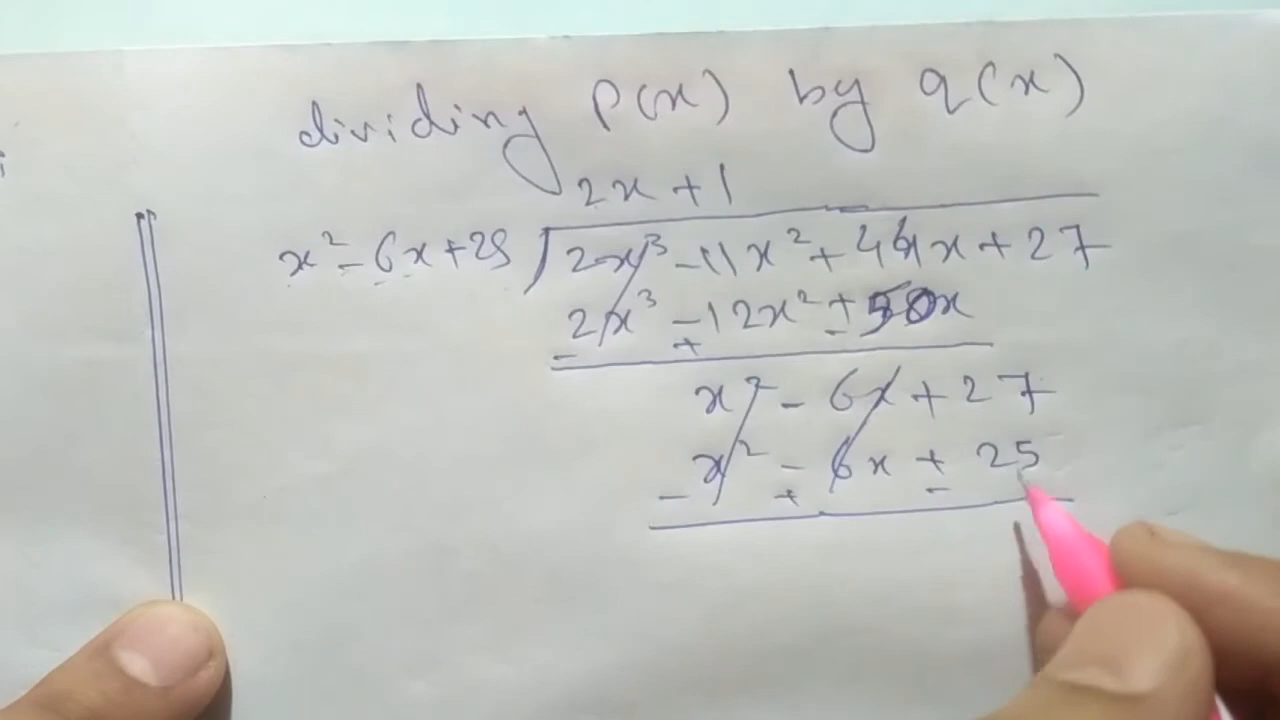 dividing P(x) by q(x)
2x + 1
x² - 6x + 25 ) 2x³ - 11x² + 44x + 27
2x³ - 12x² + 50x
- + -
x² - 6x + 27
x² - 6x + 25
- + -